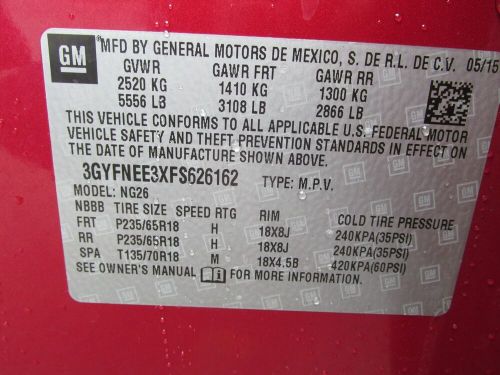 GM MFD BY GENERAL MOTORS DE MEXICO, S. DE R.L. DE C.V. 05/15
GVWR GAWR FRT GAWR RR
2520 KG 1410 KG 1300 KG
5556 LB 3108 LB 2866 LB
THIS VEHICLE CONFORMS TO ALL APPLICABLE U.S. FEDERAL MOTOR
VEHICLE SAFETY AND THEFT PREVENTION STANDARDS IN EFFECT ON
THE DATE OF MANUFACTURE SHOWN ABOVE.
3GYFNEE3XFS626162 TYPE: M.P.V.
MODEL: NG26
NBBB TIRE SIZE SPEED RTG RIM COLD TIRE PRESSURE
FRT P235/65R18 H 18X8J 240KPA(35PSI)
RR P235/65R18 H 18X8J 240KPA(35PSI)
SPA T135/70R18 M 18X4.5B 420KPA(60PSI)
SEE OWNER'S MANUAL FOR MORE INFORMATION